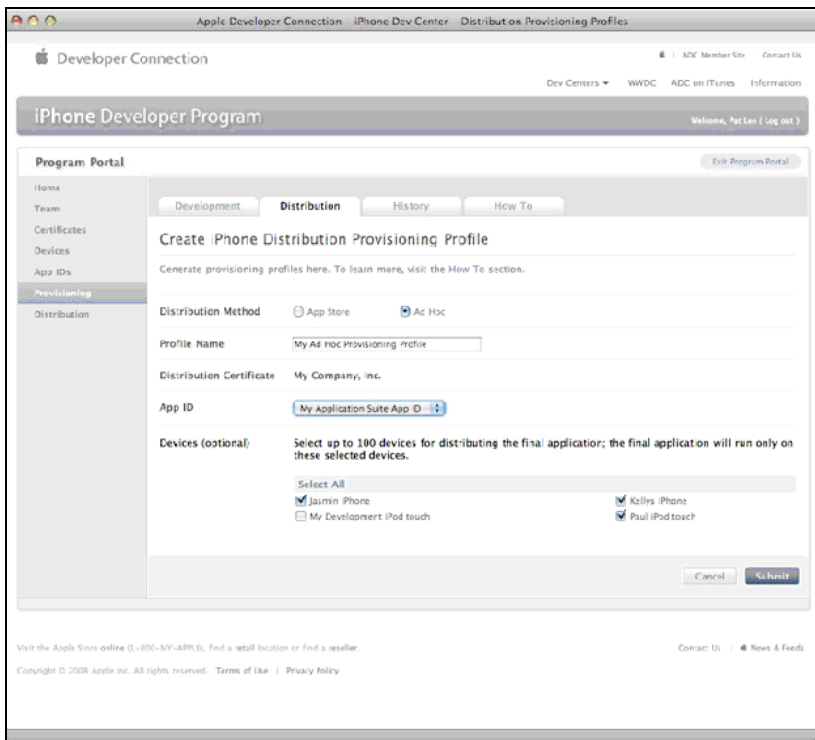 Apple Developer Connection iPhone Dev Center Distribution Provisioning Profiles
Developer Connection
ADC Member Site Contact Us
Dev Centers WWDC ADC on iTunes Information
iPhone Developer Program
Welcome, Pat Lee ( Log out )
Program Portal
Exit Program Portal
Home
Team
Certificates
Devices
App IDs
Provisioning
Distribution
Development Distribution History How To
Create iPhone Distribution Provisioning Profile
Generate provisioning profiles here. To learn more, visit the How To section.
Distribution Method App Store Ad Hoc
Profile Name My Ad Hoc Provisioning Profile
Distribution Certificate My Company, Inc.
App ID My Application Suite App ID
Devices (optional) Select up to 100 devices for distributing the final application; the final application will run only on
these selected devices.
Select All
Jasmin iPhone Kellys iPhone
My Development iPod touch Paul iPod touch
Cancel Submit
Visit the Apple Store online (1-800-MY-APPLE), find a retail location or find a reseller.
Contact Us | News & Feeds
Copyright © 2008 Apple Inc. All rights reserved. Terms of Use | Privacy Policy